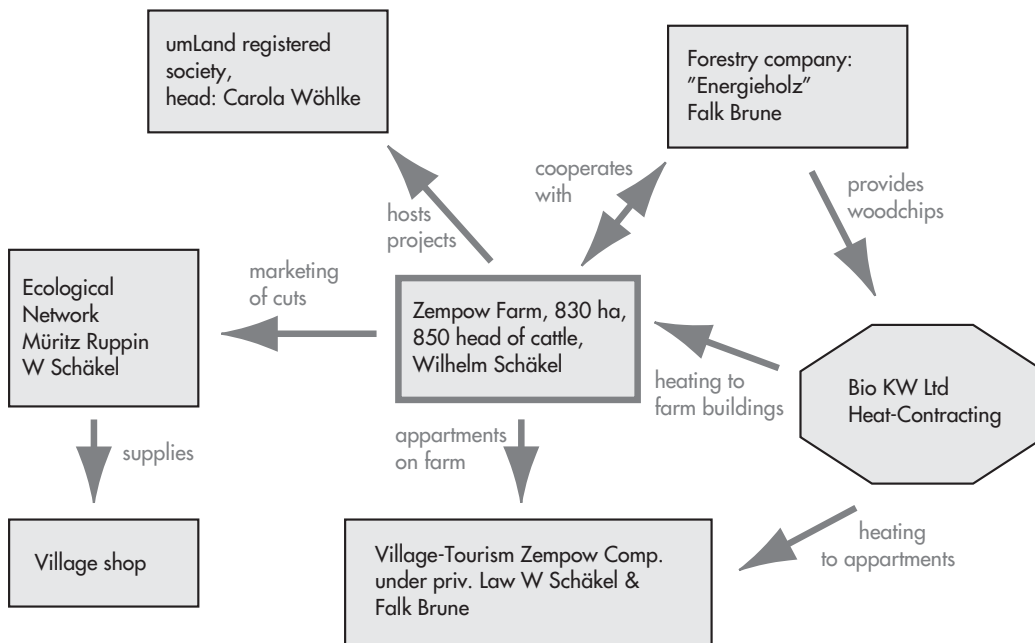 umLand registered
society,
head: Carola Wöhlke
Forestry company:
"Energieholz"
Falk Brune
cooperates
with
provides
woodchips
hosts
projects
marketing
of cuts
Ecological
Network
Müritz Ruppin
W Schäkel
Zempow Farm, 830 ha,
850 head of cattle,
Wilhelm Schäkel
heating to
farm buildings
Bio KW Ltd
Heat-Contracting
supplies
appartments
on farm
heating
to appartments
Village shop
Village-Tourism Zempow Comp.
under priv. Law W Schäkel &
Falk Brune